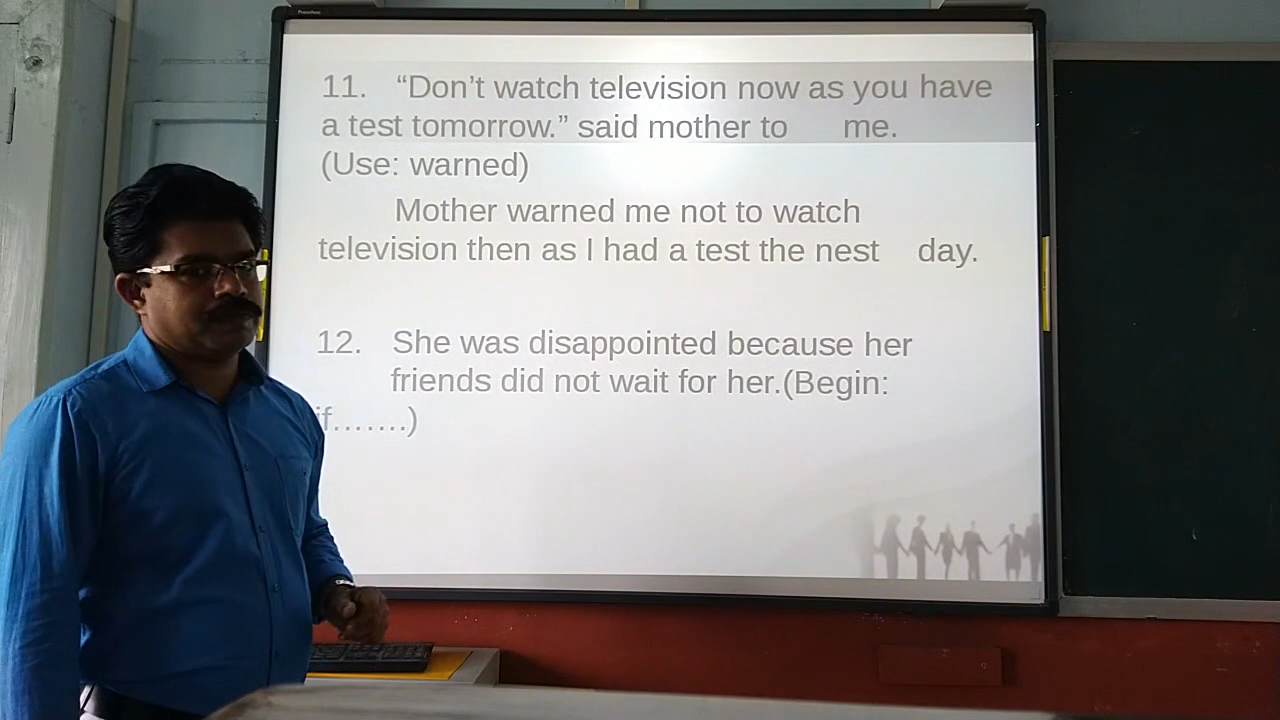 11. “Don’t watch television now as you have
a test tomorrow.” said mother to me.
(Use: warned)
Mother warned me not to watch
television then as I had a test the nest day.
12. She was disappointed because her
friends did not wait for her.(Begin:
if…….)